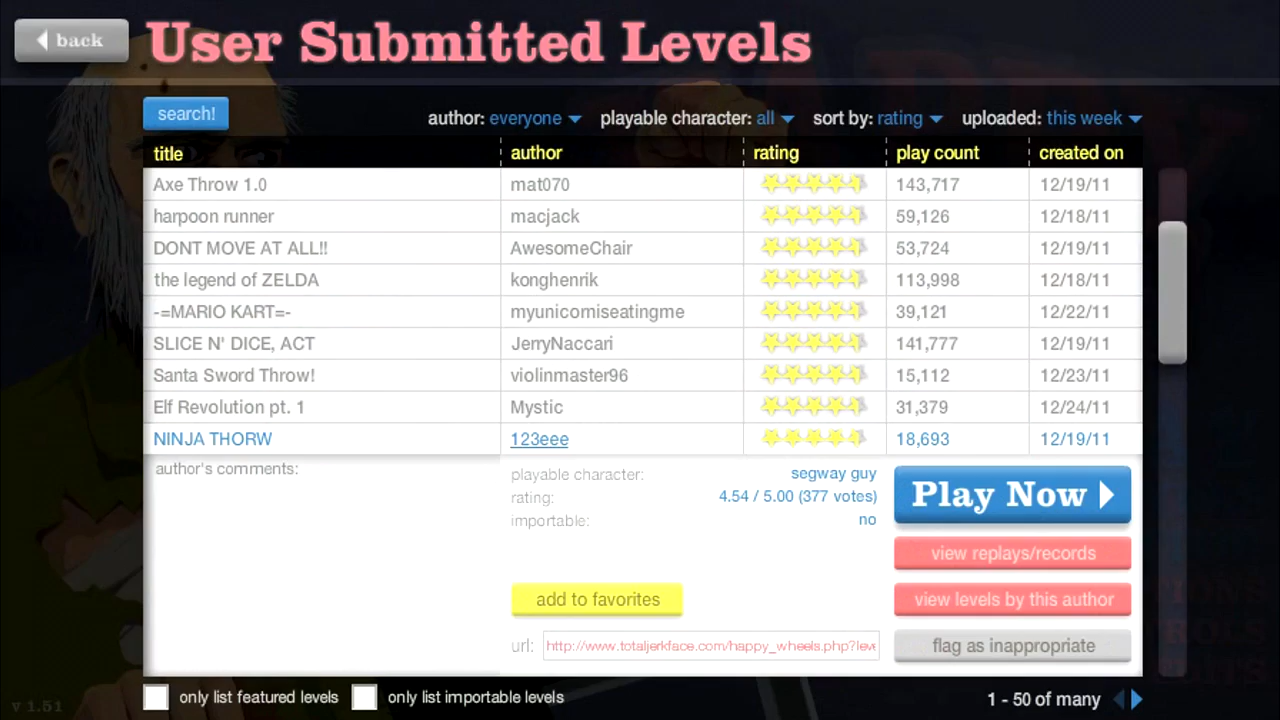 back
User Submitted Levels
search!
author: everyone playable character: all sort by: rating uploaded: this week
title author rating play count created on
Axe Throw 1.0 mat070 143,717 12/19/11
harpoon runner macjack 59,126 12/18/11
DONT MOVE AT ALL!! AwesomeChair 53,724 12/19/11
the legend of ZELDA konghenrik 113,998 12/18/11
-=MARIO KART=- myunicorniseatingme 39,121 12/22/11
SLICE N' DICE, ACT JerryNaccari 141,777 12/19/11
Santa Sword Throw! violinmaster96 15,112 12/23/11
Elf Revolution pt. 1 Mystic 31,379 12/24/11
NINJA THORW 123eee 18,693 12/19/11
author's comments:
playable character: segway guy
rating: 4.54 / 5.00 (377 votes)
importable: no
Play Now
view replays/records
add to favorites
view levels by this author
url: http://www.totaljerkface.com/happy_wheels.php?leve
flag as inappropriate
only list featured levels only list importable levels
1 - 50 of many
v 1.51